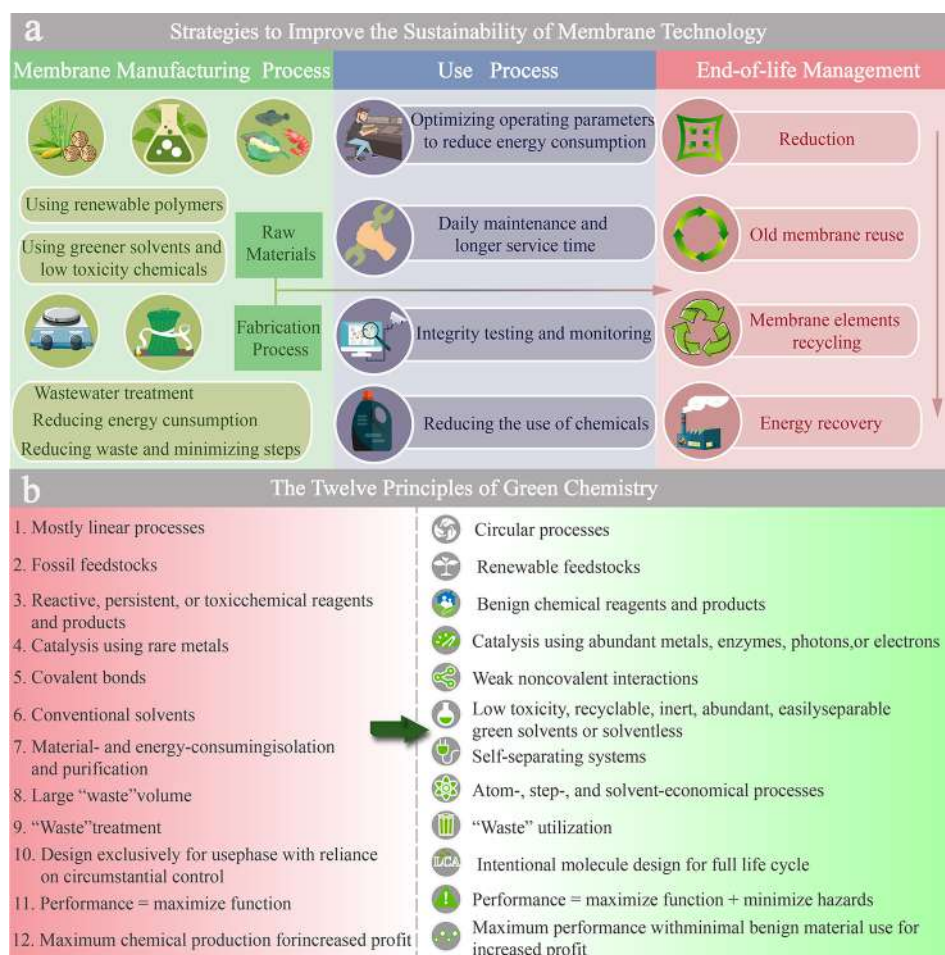 a
Strategies to Improve the Sustainability of Membrane Technology
Membrane Manufacturing Process
Using renewable polymers
Using greener solvents and
low toxicity chemicals
Raw
Materials
Fabrication
Process
Wastewater treatment
Reducing energy cunsumption
Reducing waste and minimizing steps
Use Process
Optimizing operating parameters
to reduce energy consumption
Daily maintenance and
longer service time
Integrity testing and monitoring
Reducing the use of chemicals
End-of-life Management
Reduction
Old membrane reuse
Membrane elements
recycling
Energy recovery
b
The Twelve Principles of Green Chemistry
1. Mostly linear processes
2. Fossil feedstocks
3. Reactive, persistent, or toxicchemical reagents
and products
4. Catalysis using rare metals
5. Covalent bonds
6. Conventional solvents
7. Material- and energy-consumingisolation
and purification
8. Large “waste”volume
9. “Waste”treatment
10. Design exclusively for usephase with reliance
on circumstantial control
11. Performance = maximize function
12. Maximum chemical production forincreased profit
Circular processes
Renewable feedstocks
Benign chemical reagents and products
Catalysis using abundant metals, enzymes, photons,or electrons
Weak noncovalent interactions
Low toxicity, recyclable, inert, abundant, easilyseparable
green solvents or solventless
Self-separating systems
Atom-, step-, and solvent-economical processes
“Waste” utilization
LCA
Intentional molecule design for full life cycle
Performance = maximize function + minimize hazards
Maximum performance withminimal benign material use for
increased profit